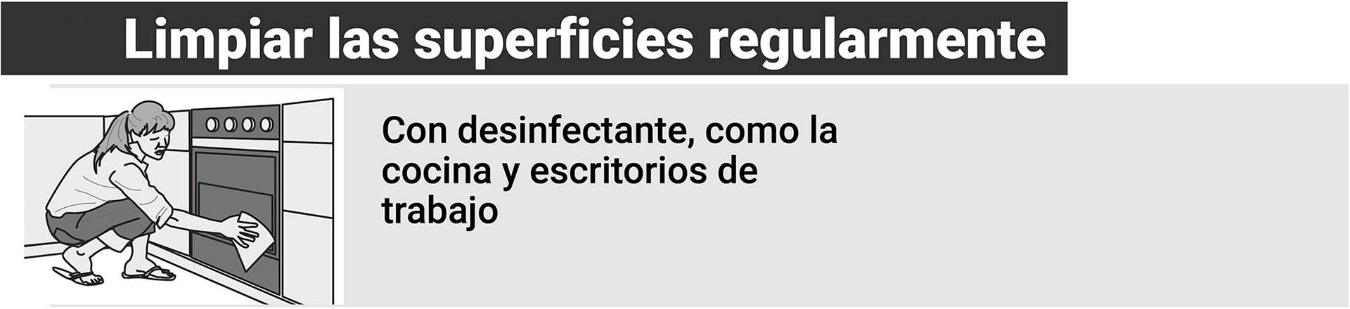 Limpiar las superficies regularmente
Con desinfectante, como la
cocina y escritorios de
trabajo